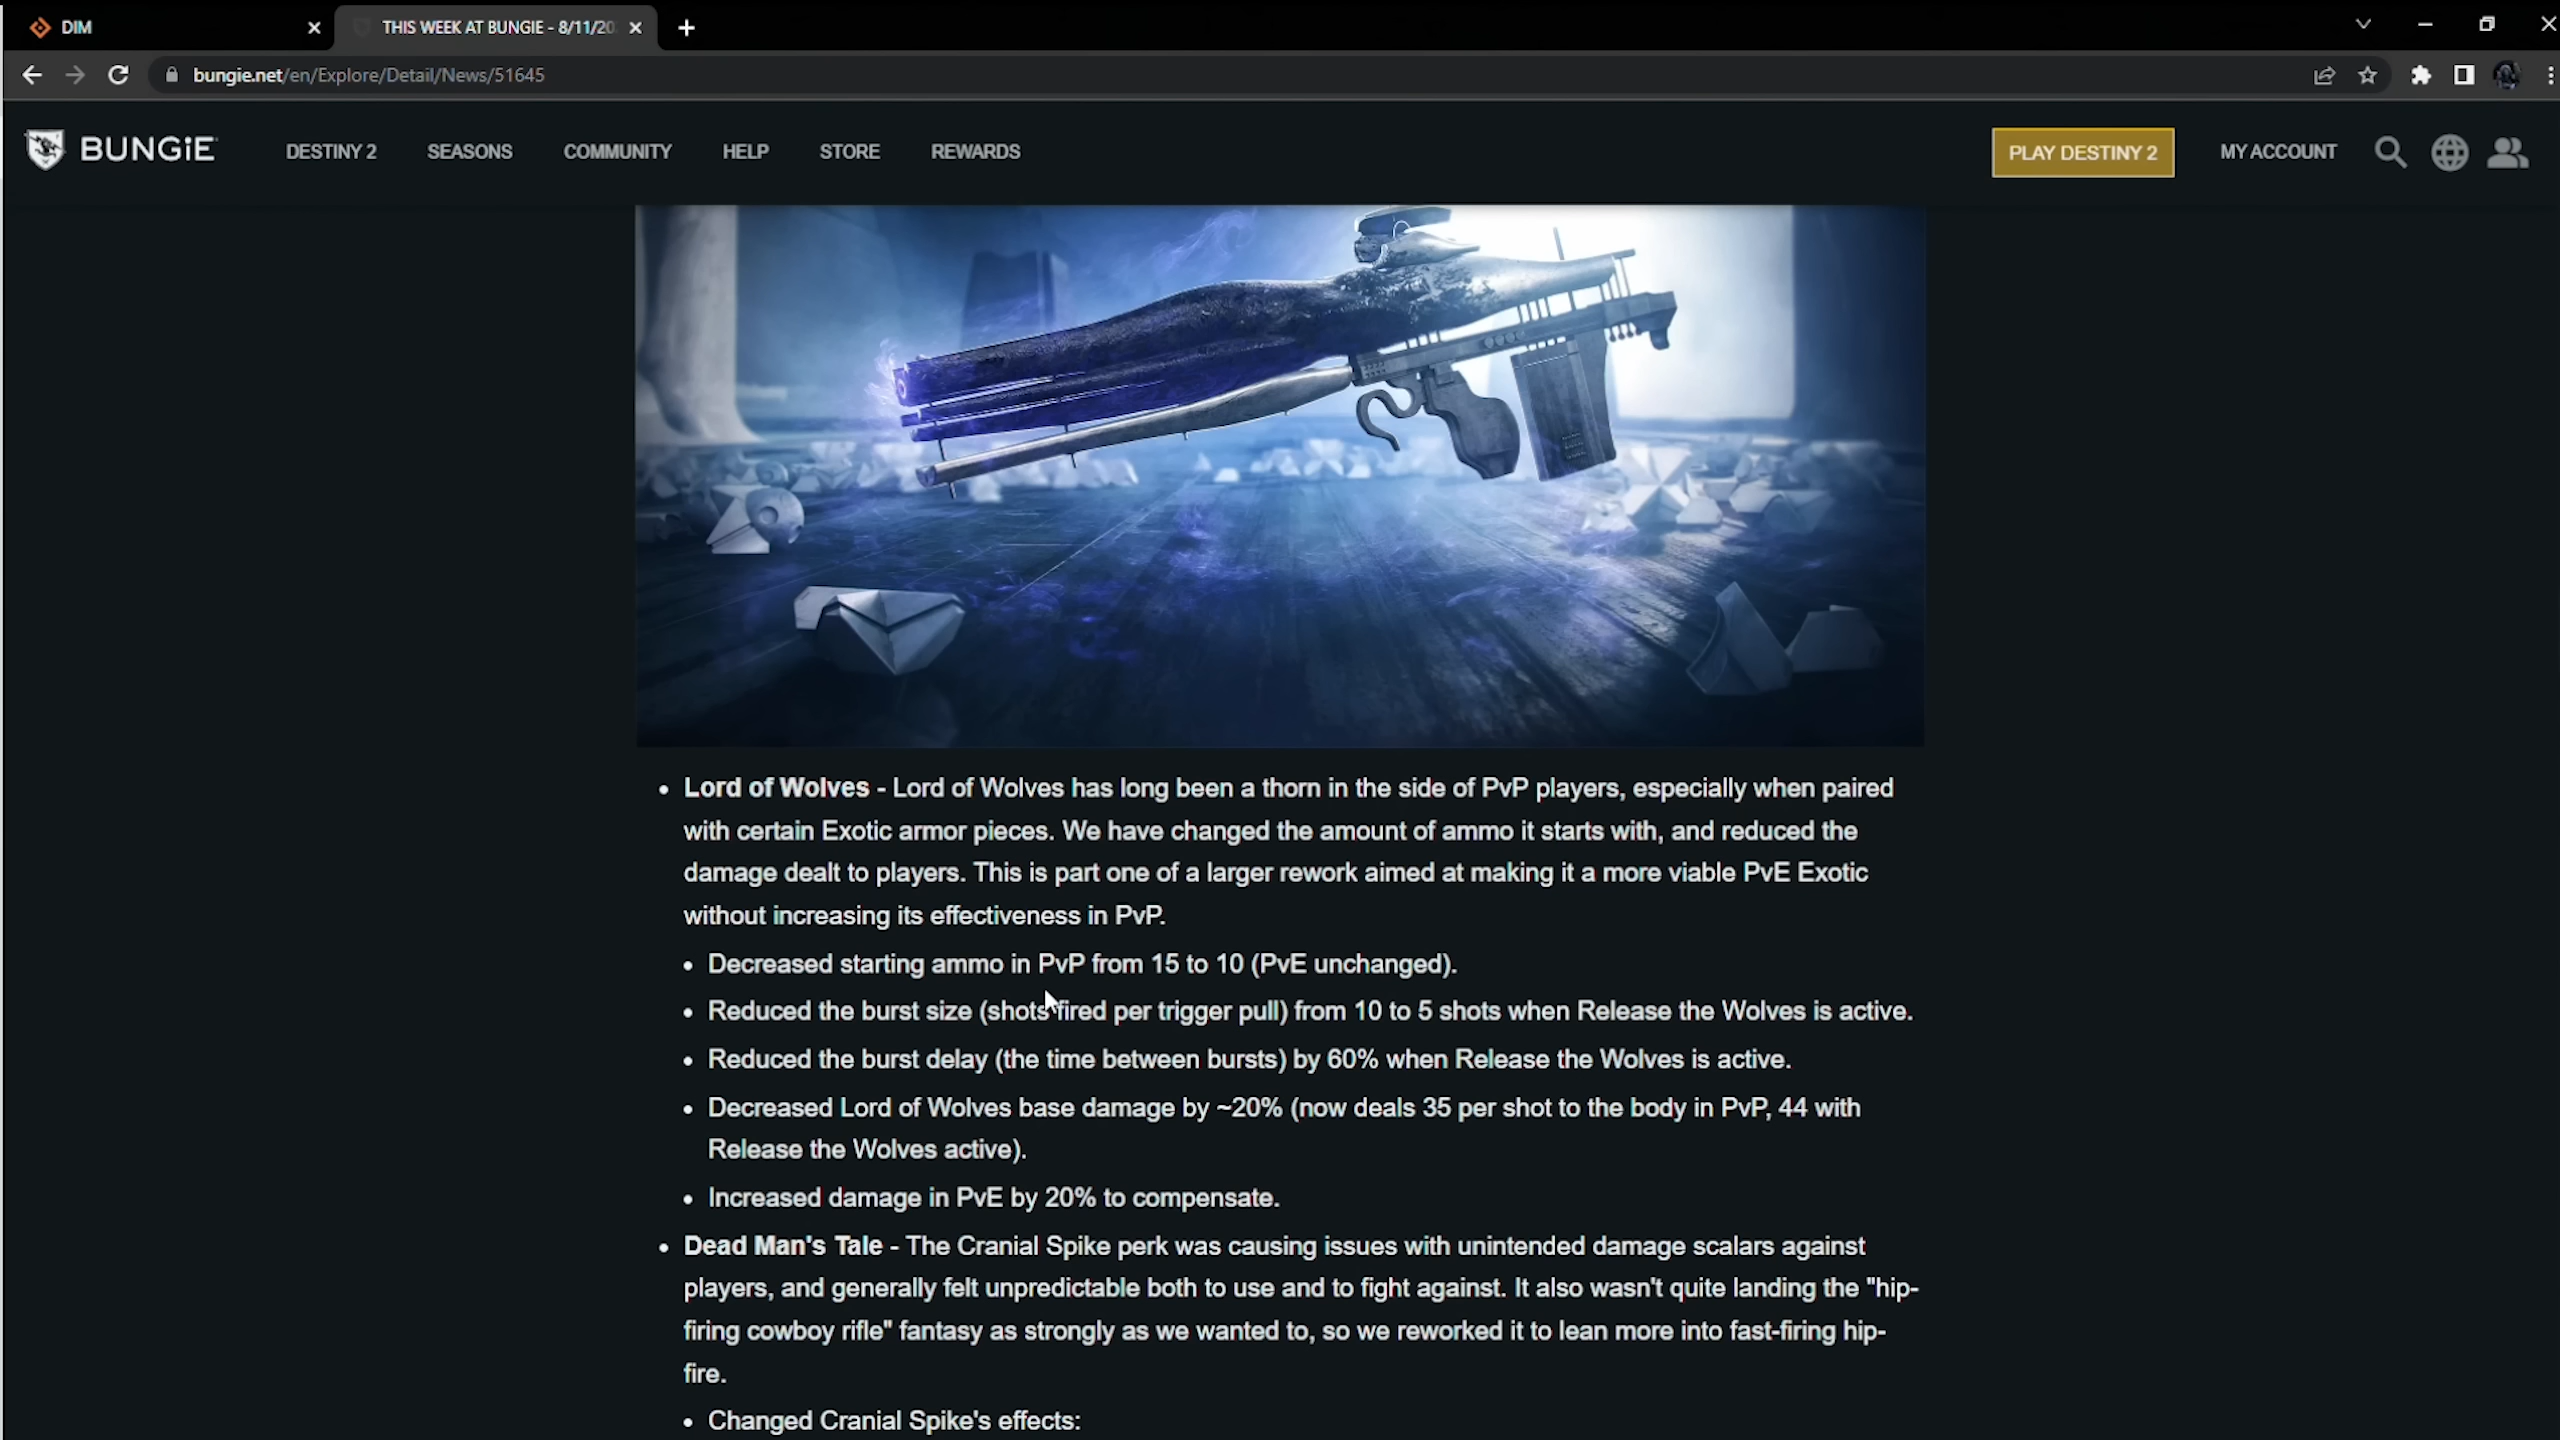 DIM
THIS WEEK AT BUNGIE - 8/11/20
bungie.net/en/Explore/Detail/News/51645
BUNGiE
DESTINY 2
SEASONS
COMMUNITY
HELP
STORE
REWARDS
PLAY DESTINY 2
MY ACCOUNT
• Lord of Wolves - Lord of Wolves has long been a thorn in the side of PvP players, especially when paired
with certain Exotic armor pieces. We have changed the amount of ammo it starts with, and reduced the
damage dealt to players. This is part one of a larger rework aimed at making it a more viable PvE Exotic
without increasing its effectiveness in PvP.
• Decreased starting ammo in PvP from 15 to 10 (PvE unchanged).
• Reduced the burst size (shots fired per trigger pull) from 10 to 5 shots when Release the Wolves is active.
• Reduced the burst delay (the time between bursts) by 60% when Release the Wolves is active.
• Decreased Lord of Wolves base damage by ~20% (now deals 35 per shot to the body in PvP, 44 with
Release the Wolves active).
• Increased damage in PvE by 20% to compensate.
• Dead Man's Tale - The Cranial Spike perk was causing issues with unintended damage scalars against
players, and generally felt unpredictable both to use and to fight against. It also wasn't quite landing the "hip-
firing cowboy rifle" fantasy as strongly as we wanted to, so we reworked it to lean more into fast-firing hip-
fire.
• Changed Cranial Spike's effects: